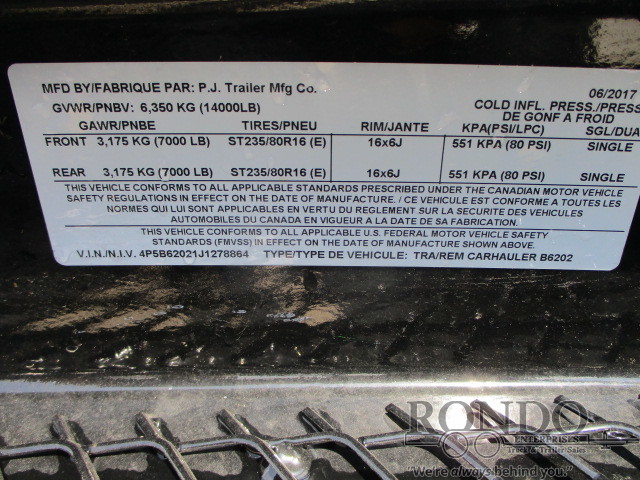 MFD BY/FABRIQUE PAR: P.J. Trailer Mfg Co. 06/2017
GVWR/PNBV: 6,350 KG (14000LB) COLD INFL. PRESS./PRESS
DE GONF A FROID
GAWR/PNBE TIRES/PNEU RIM/JANTE KPA(PSI/LPC) SGL/DUA
FRONT 3,175 KG (7000 LB) ST235/80R16 (E) 16x6J 551 KPA (80 PSI) SINGLE
REAR 3,175 KG (7000 LB) ST235/80R16 (E) 16x6J 551 KPA (80 PSI) SINGLE
THIS VEHICLE CONFORMS TO ALL APPLICABLE STANDARDS PRESCRIBED UNDER THE CANADIAN MOTOR VEHICLE
SAFETY REGULATIONS IN EFFECT ON THE DATE OF MANUFACTURE. / CE VEHICULE EST CONFORME A TOUTES LES
NORMES QUI LUI SONT APPLICABLES EN VERTU DU REGLEMENT SUR LA SECURITE DES VEHICULES
AUTOMOBILES DU CANADA EN VIGUEUR A LA DATE DE SA FABRICATION.
THIS VEHICLE CONFORMS TO ALL APPLICABLE U.S. FEDERAL MOTOR VEHICLE SAFETY
STANDARDS (FMVSS) IN EFFECT ON THE DATE OF MANUFACTURE SHOWN ABOVE.
V.I.N./N.I.V. 4P5B62021J1278864 TYPE/TYPE DE VEHICULE: TRA/REM CARHAULER B6202
RONDO
ENTERPRISES
Truck & Trailer Sales
"We're always behind you."